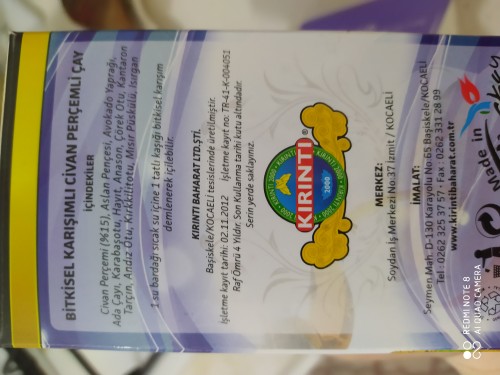 BİTKİSEL KARIŞIMLI CİVAN PERÇEMLİ ÇAY
İÇİNDEKİLER
Civan Perçemi (%15), Aslan Pençesi, Avokado Yaprağı,
Ada Çayı, Karabaşotu, Hayıt, Anason, Çörek Otu, Kantaron
Tarçın, Andız Otu, Kırkkilitotu, Mısır Püskülü, Isırgan
1 su bardağı sıcak su içine 1 tatlı kaşığı bitkisel karışım
demlenerek içilebilir.
KIRINTI BAHARAT LTD.ŞTİ.
Başiskele/KOCAELİ tesislerinde üretilmiştir.
İşletme kayıt tarihi: 02.11.2012 İşletme kayıt no: TR-41-K-004051
Raf Ömrü 4 Yıldır. Son Kullanma tarihi kutu altındadır.
Serin yerde saklayınız.
KIRINTI 2000
KIRINTI
®
2000
MERKEZ:
Soydan İş Merkezi No:37 İzmit / KOCAELİ
İMALAT:
Seymen Mah. D-130 Karayolu No:65 Başiskele/KOCAELİ
Tel : 0262 325 37 57 - Fax : 0262 331 28 99
www.kirintibaharat.com.tr
made in
REDMI NOTE 8
AI QUAD CAMERA